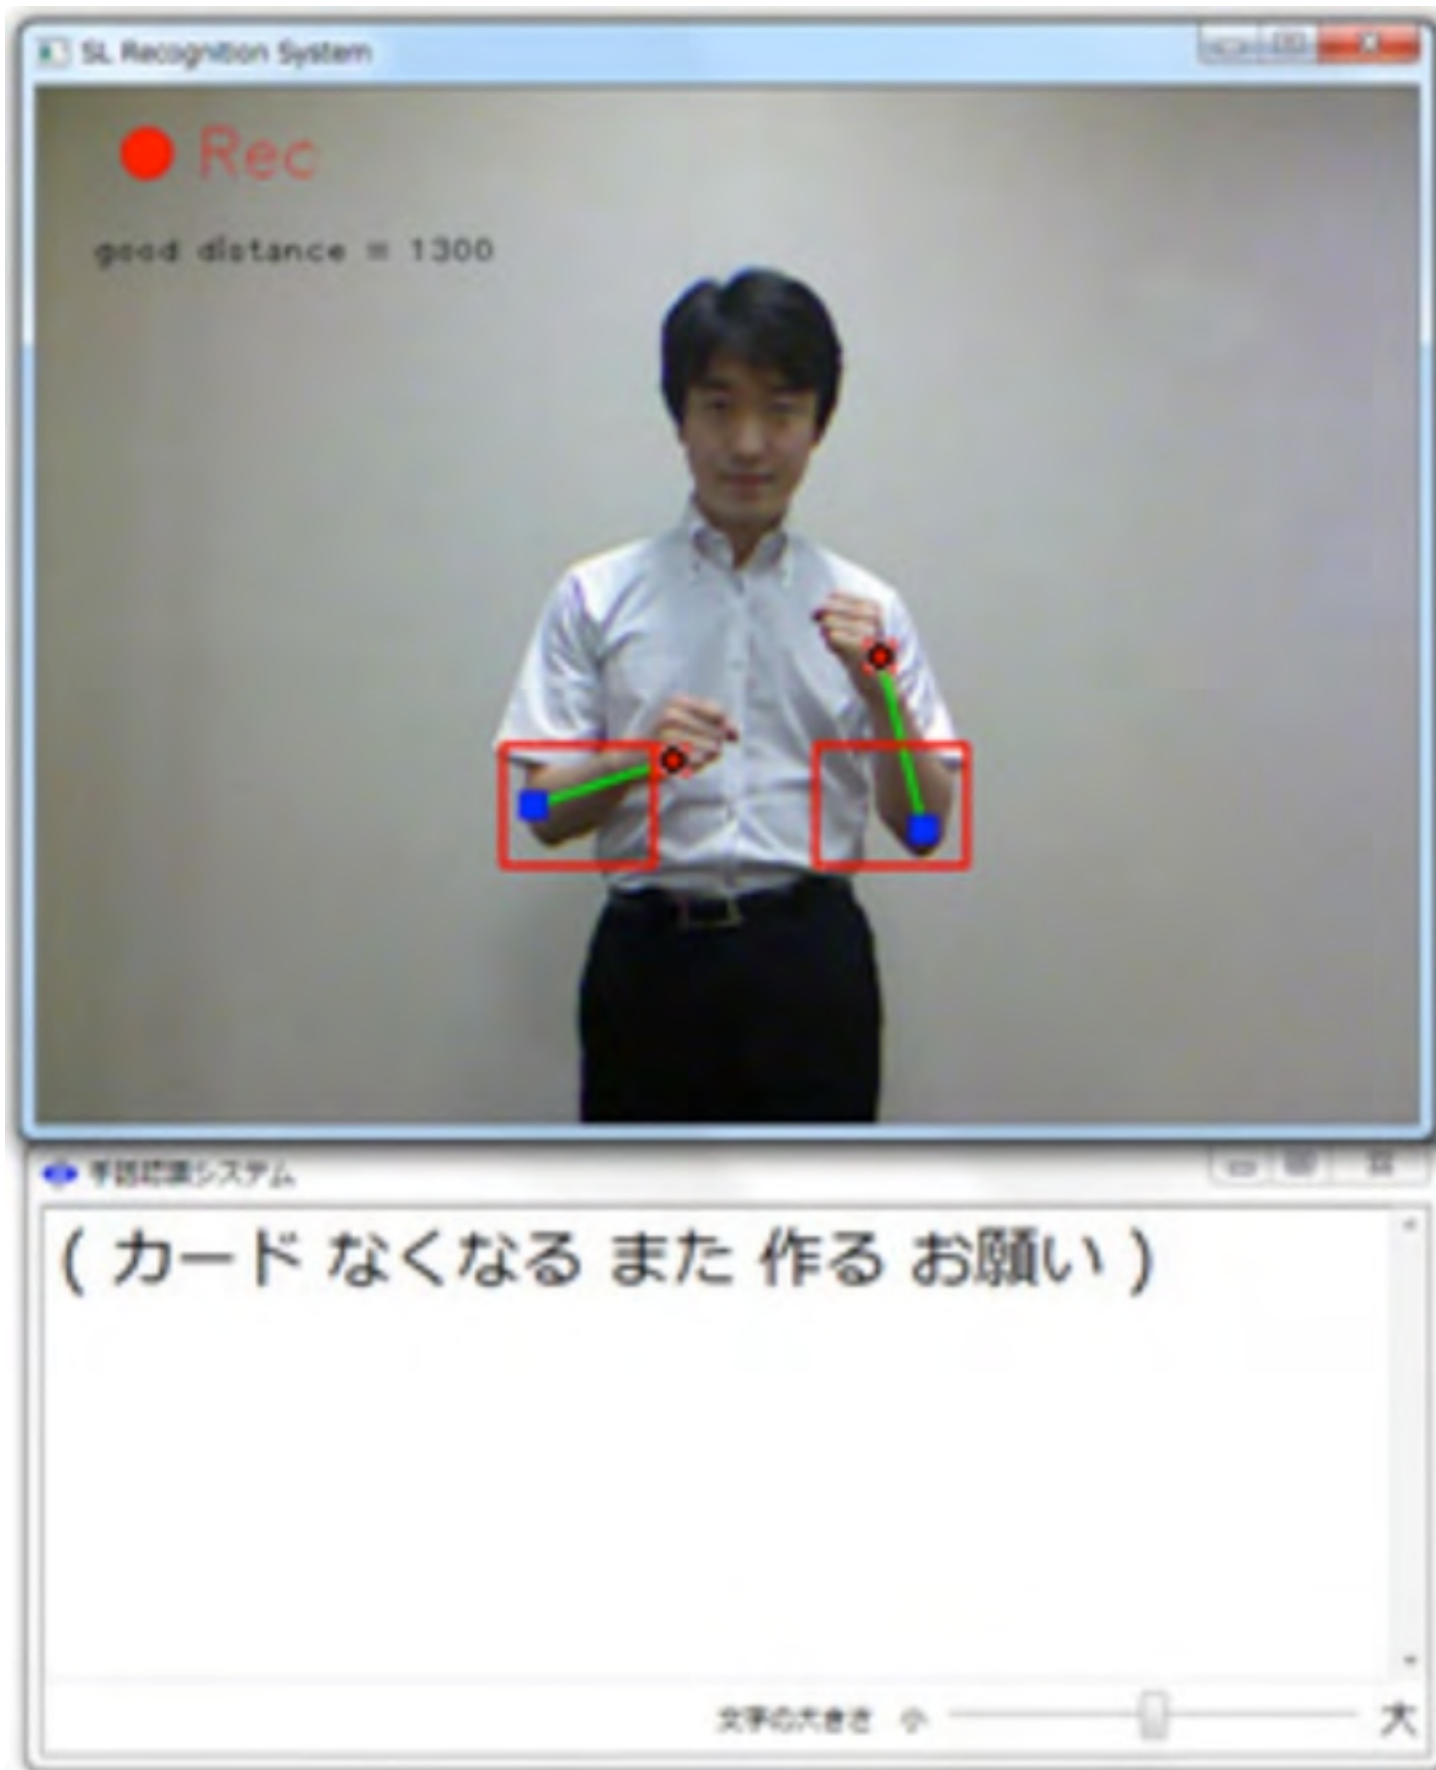 SL Recognition System
Rec
good distance = 1300
手話認識システム
( カード なくなる また 作る お願い )
文字の大きさ 小 大